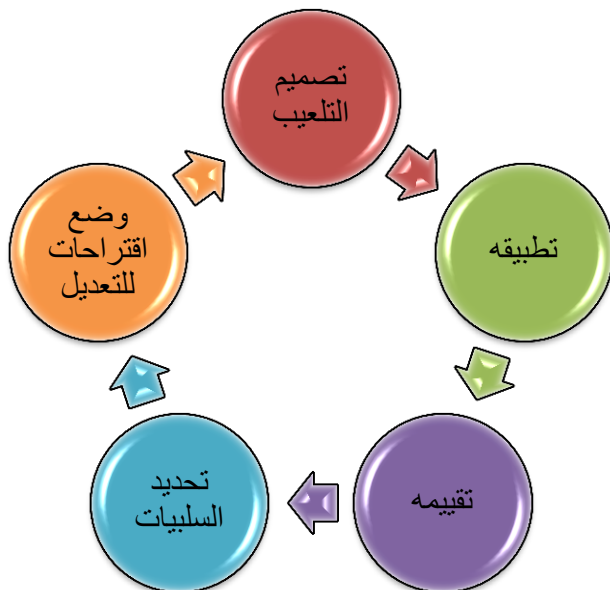 تصميم
التلعيب
تطبيقه
تقييمه
تحديد
السلبيات
وضع
اقتراحات
للتعديل